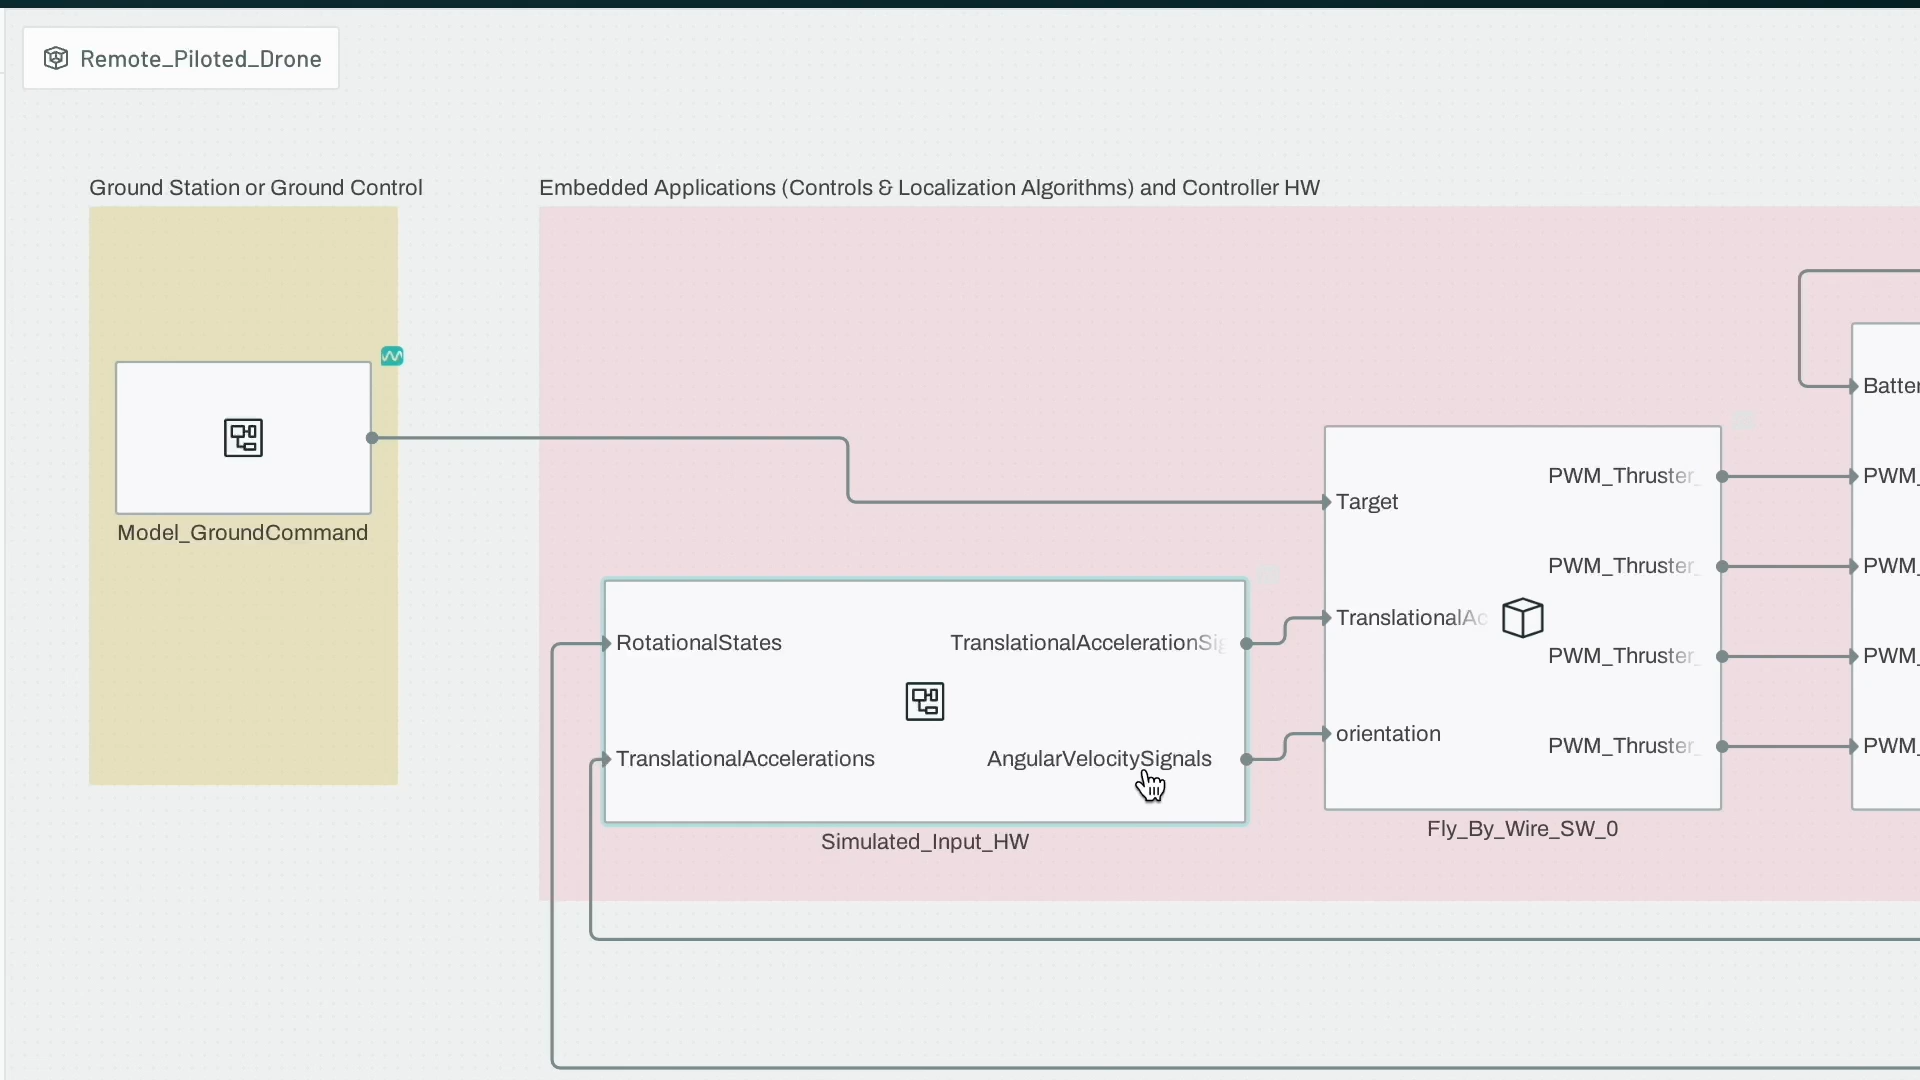 Remote_Piloted_Drone
Ground Station or Ground Control
Embedded Applications (Controls & Localization Algorithms) and Controller HW
Model_GroundCommand
RotationalStates
TranslationalAccelerationSig
TranslationalAccelerations
AngularVelocitySignals
Simulated_Input_HW
Target
TranslationalAc
orientation
PWM_Thruster_
PWM_Thruster_
PWM_Thruster_
PWM_Thruster_
Fly_By_Wire_SW_0
Batter
PWM_
PWM_
PWM_
PWM_